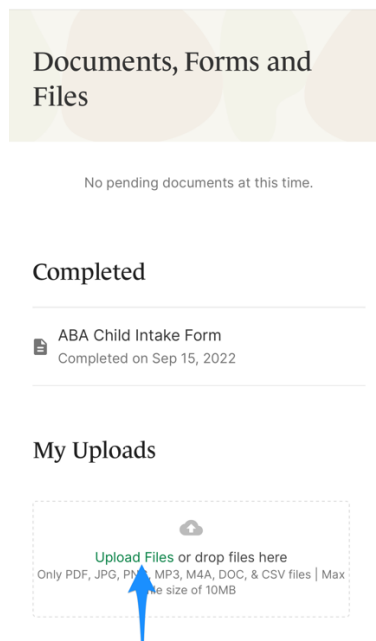 Documents, Forms and
Files
No pending documents at this time.
Completed
ABA Child Intake Form
Completed on Sep 15, 2022
My Uploads
Upload Files or drop files here
Only PDF, JPG, MP3, M4A, DOC, & CSV files | Max
size of 10MB